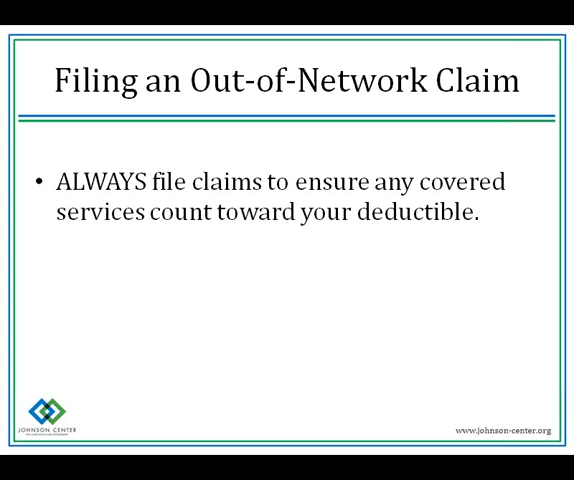 Filing an Out-of-Network Claim
• ALWAYS file claims to ensure any covered
services count toward your deductible.
JOHNSON CENTER
www.johnson-center.org